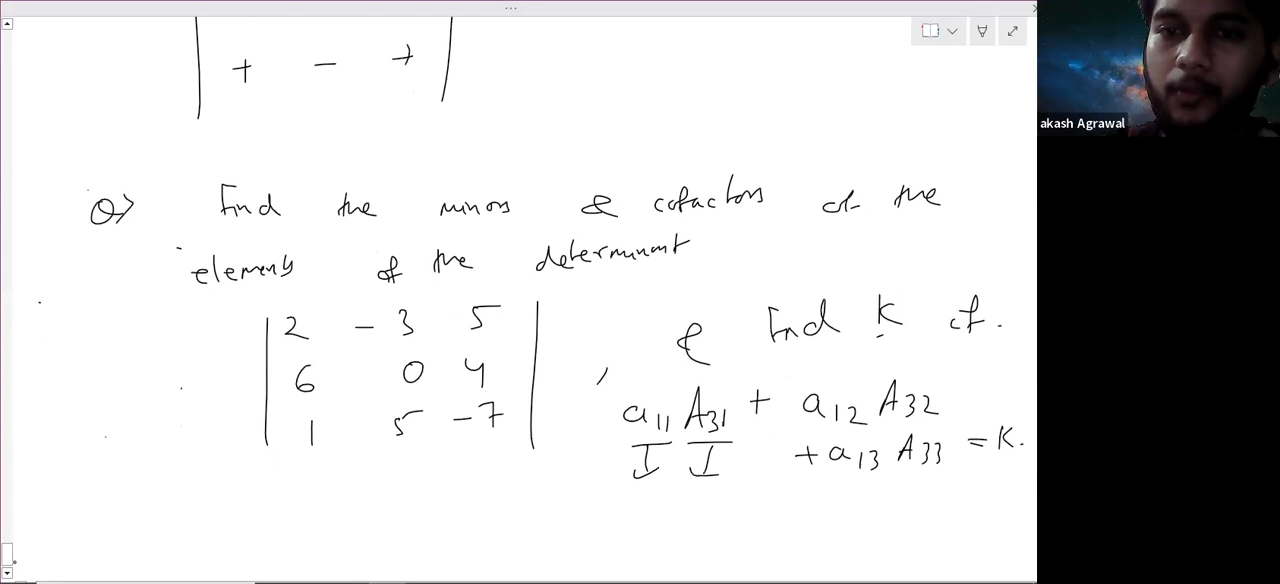 + - +
Q> Find the minors & cofactors of the
elements of the determinant
2 -3 5
6 0 4
1 5 -7
, & Find K if.
a11 A31 + a12 A32
+ a13 A33 = K.
I I
akash Agrawal